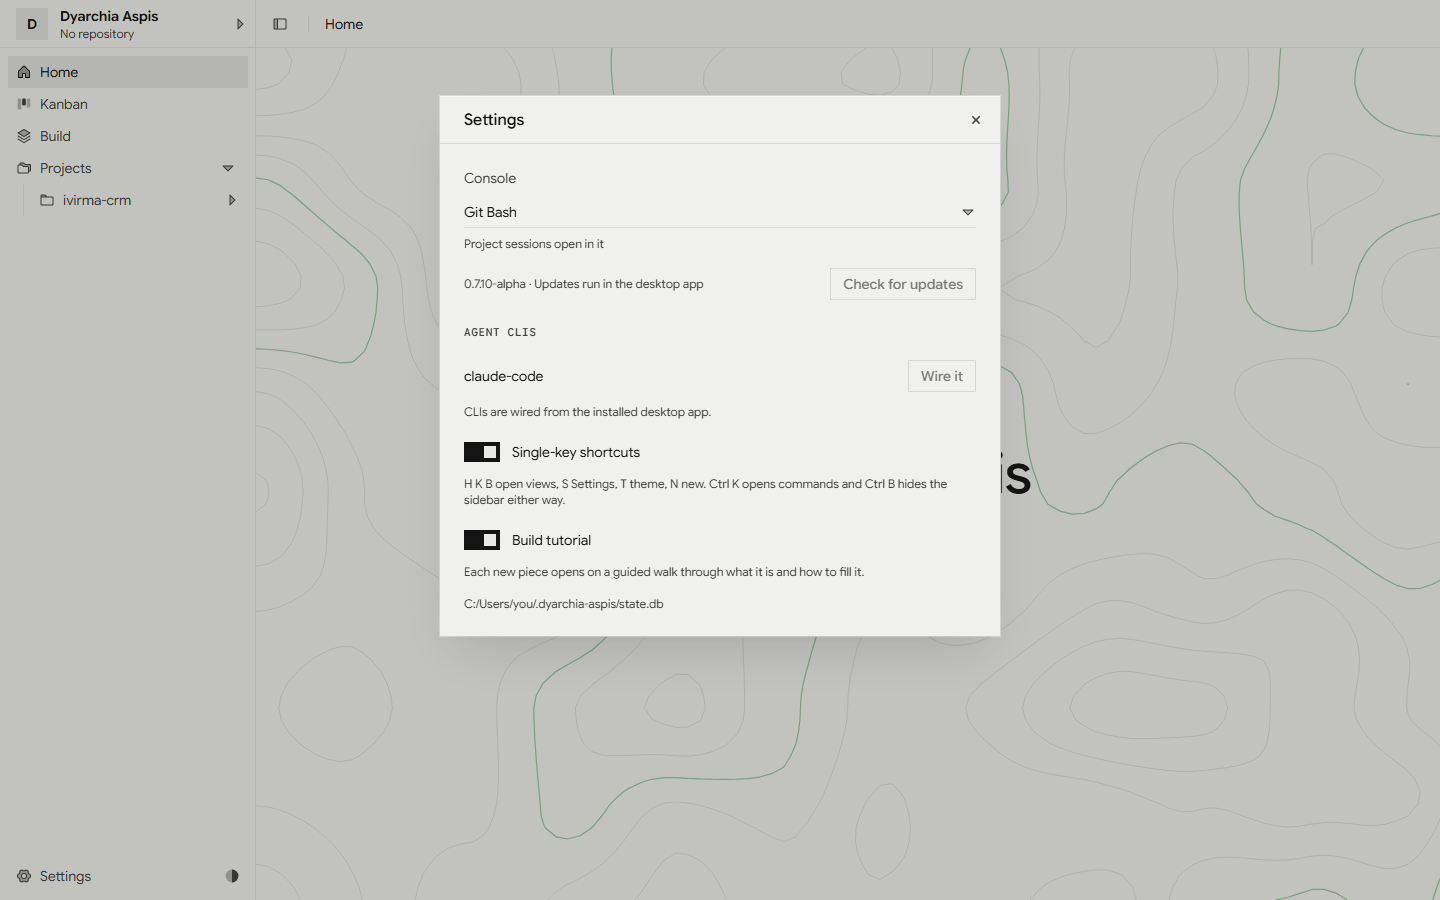 D
Dyarchia Aspis
No repository
Home
Home
Kanban
Build
Projects
ivirma-crm
Settings
Settings
Console
Git Bash
Project sessions open in it
0.7.10-alpha · Updates run in the desktop app
Check for updates
AGENT CLIS
claude-code
Wire it
CLIs are wired from the installed desktop app.
Single-key shortcuts
H K B open views, S Settings, T theme, N new. Ctrl K opens commands and Ctrl B hides the
sidebar either way.
Build tutorial
Each new piece opens on a guided walk through what it is and how to fill it.
C:/Users/you/.dyarchia-aspis/state.db
is